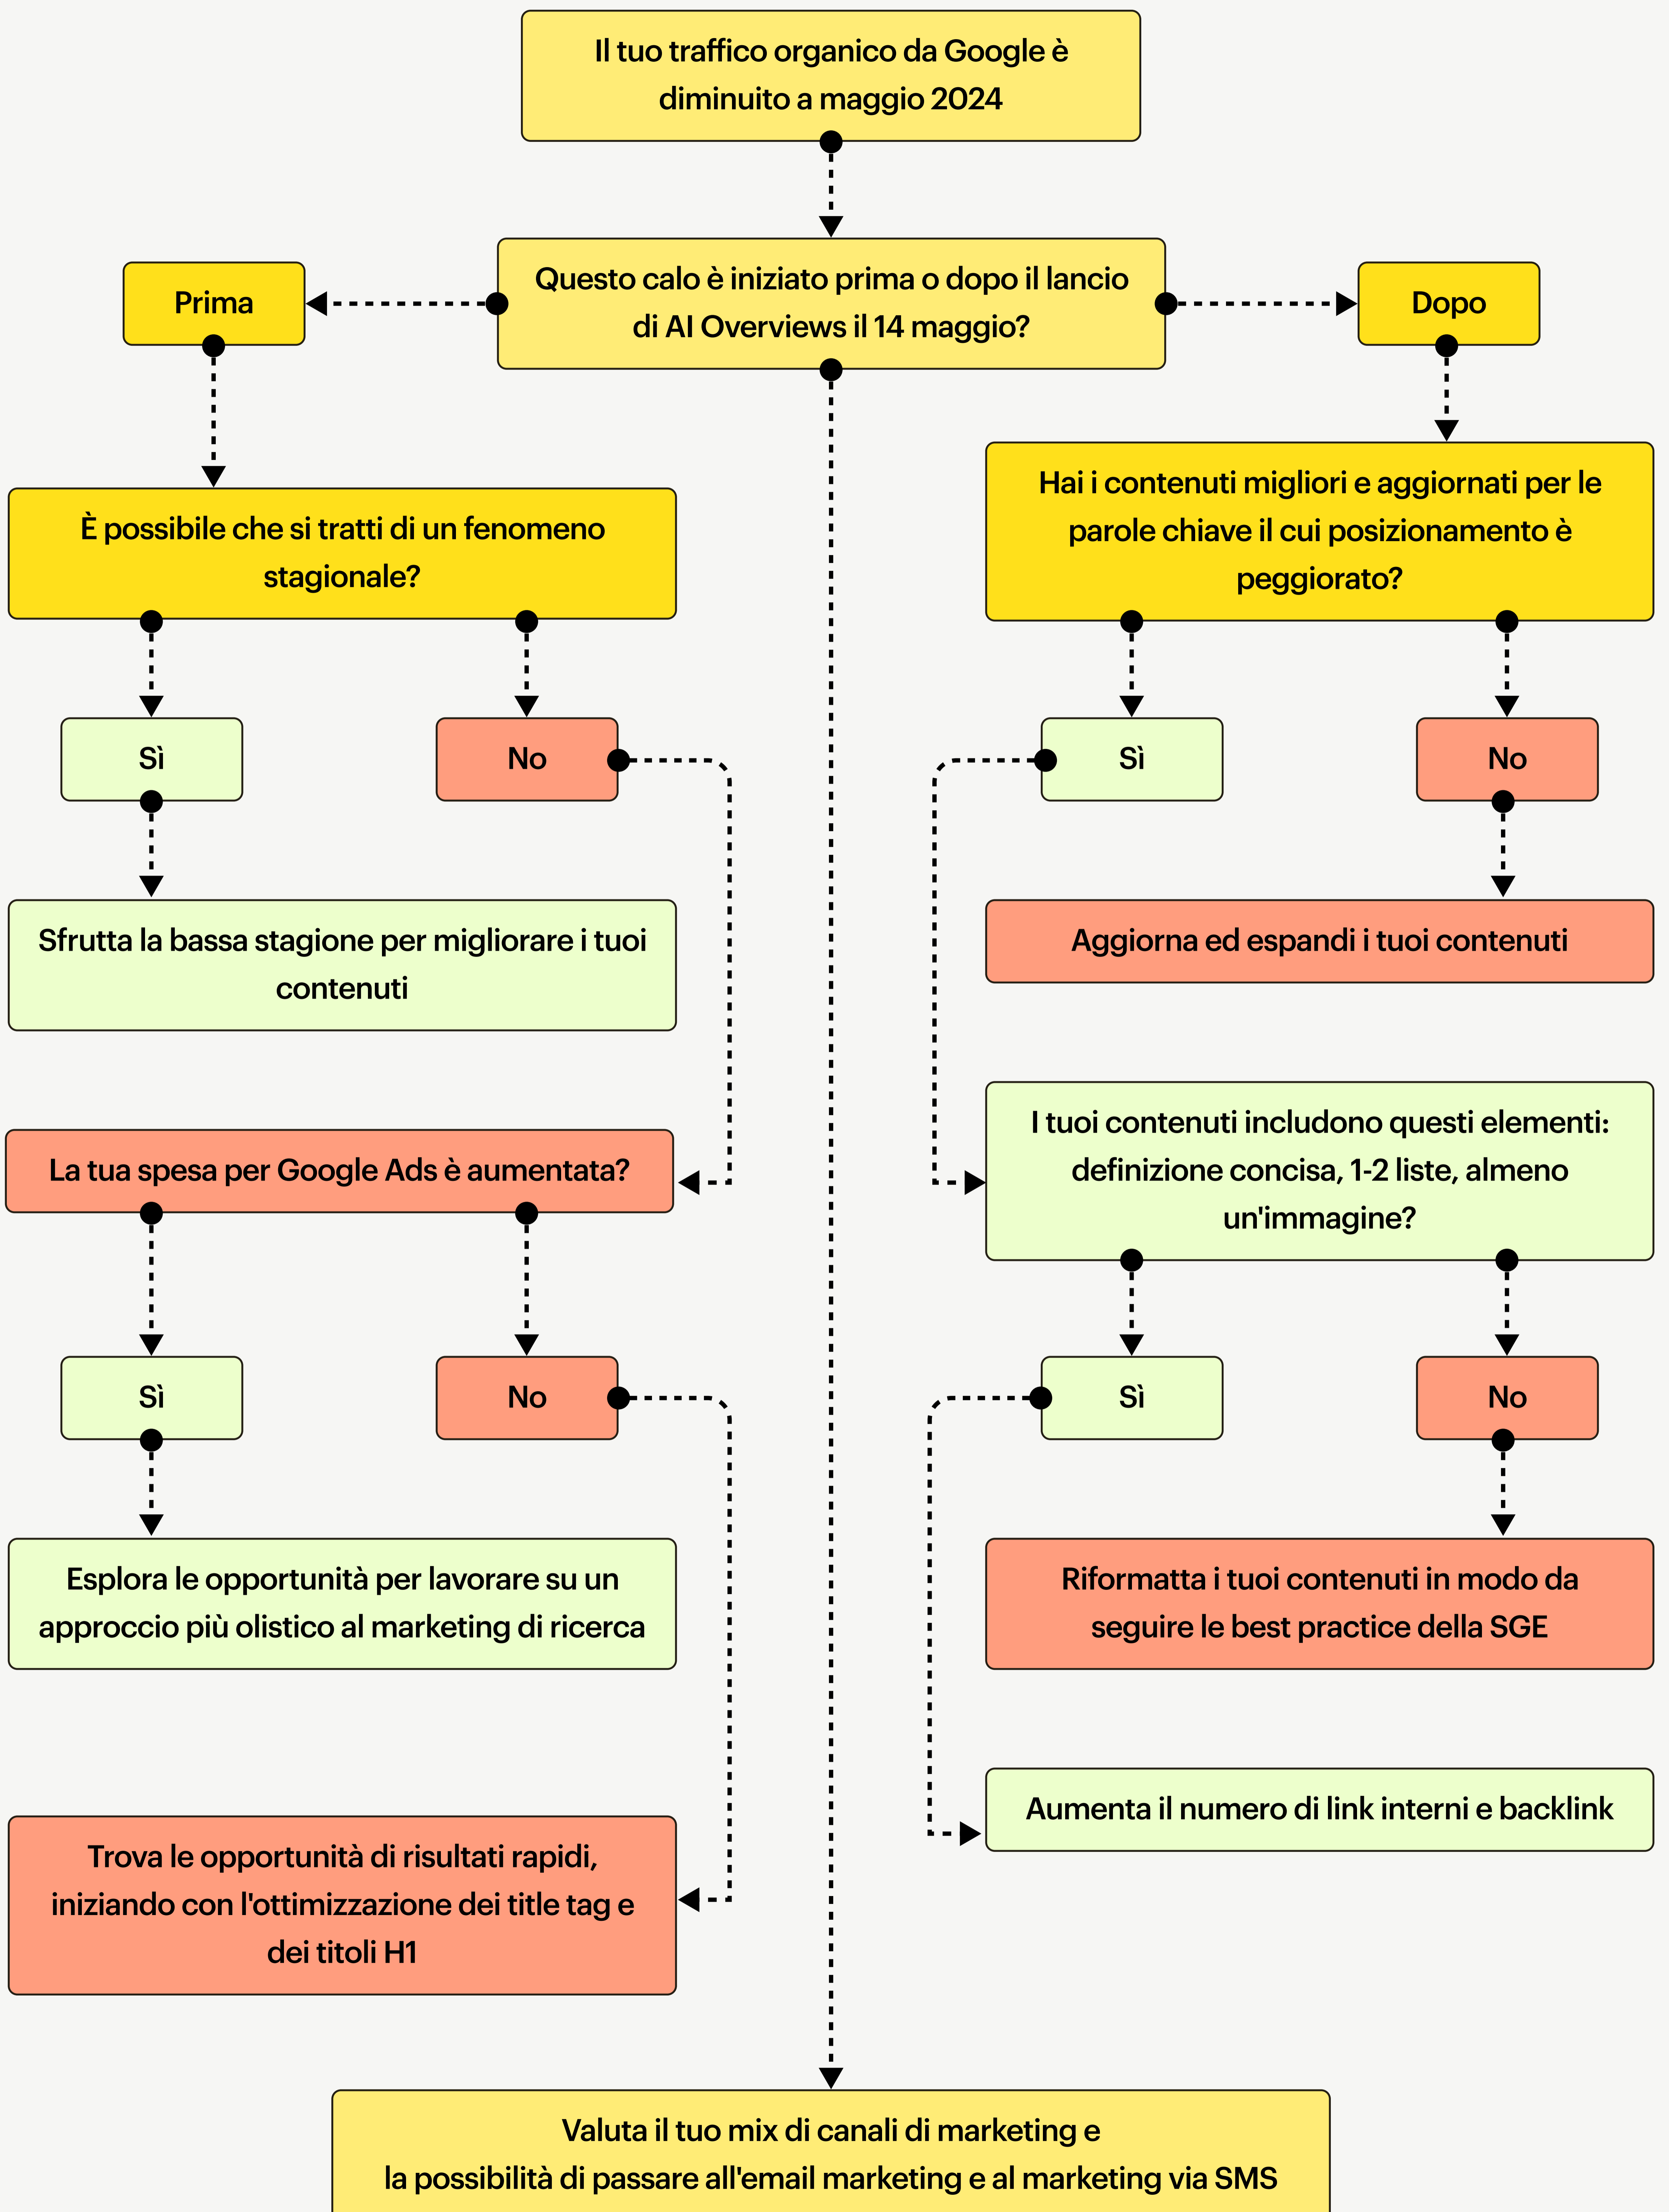 Il tuo traffico organico da Google è
diminuito a maggio 2024
Prima
Questo calo è iniziato prima o dopo il lancio
di AI Overviews il 14 maggio?
Dopo
È possibile che si tratti di un fenomeno
stagionale?
Hai i contenuti migliori e aggiornati per le
parole chiave il cui posizionamento è
peggiorato?
Sì
No
Sì
No
Sfrutta la bassa stagione per migliorare i tuoi
contenuti
Aggiorna ed espandi i tuoi contenuti
La tua spesa per Google Ads è aumentata?
I tuoi contenuti includono questi elementi:
definizione concisa, 1-2 liste, almeno
un'immagine?
Sì
No
Sì
No
Esplora le opportunità per lavorare su un
approccio più olistico al marketing di ricerca
Riformatta i tuoi contenuti in modo da
seguire le best practice della SGE
Trova le opportunità di risultati rapidi,
iniziando con l'ottimizzazione dei title tag e
dei titoli H1
Aumenta il numero di link interni e backlink
Valuta il tuo mix di canali di marketing e
la possibilità di passare all'email marketing e al marketing via SMS